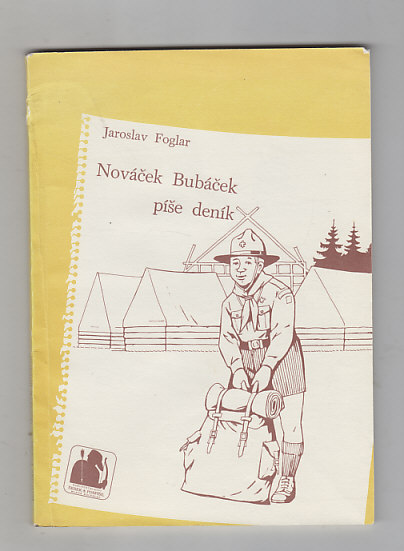 Jaroslav Foglar
Nováček Bubáček
píše deník